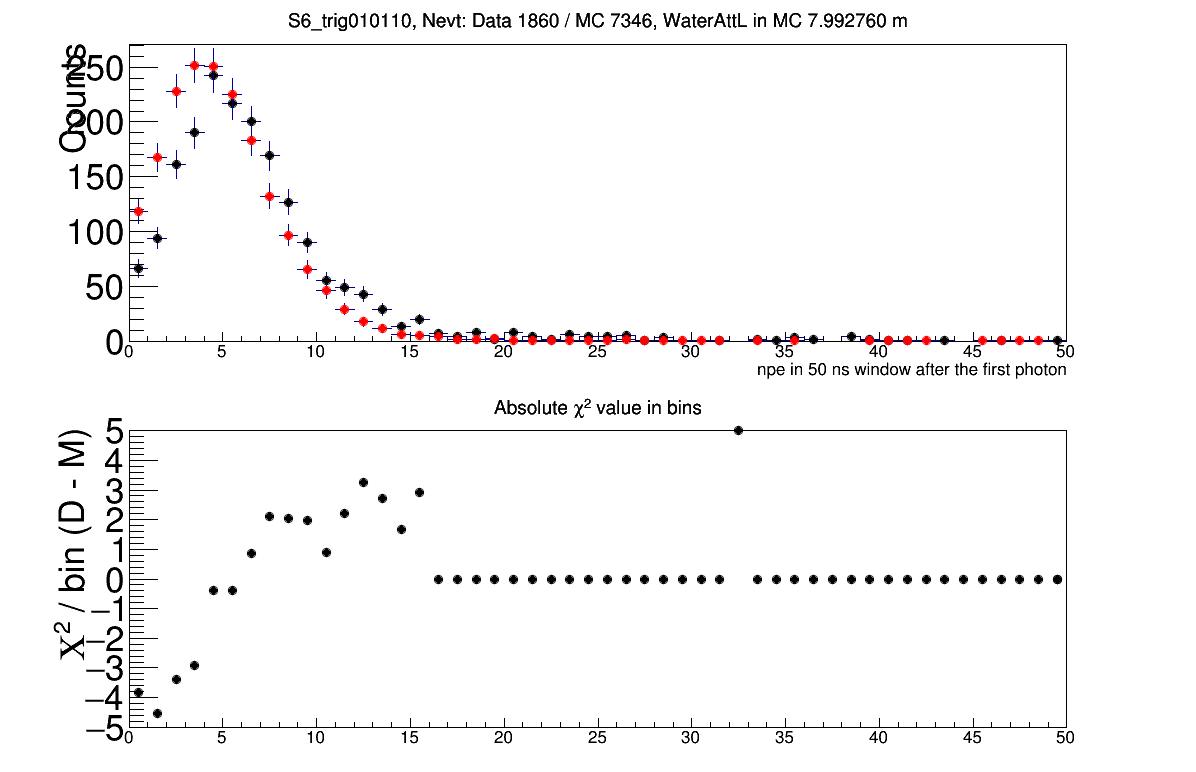 S6_trig010110, Nevt: Data 1860 / MC 7346, WaterAttL in MC 7.992760 m
Counts
250
200
150
100
50
0
0 5 10 15 20 25 30 35 40 45 50
npe in 50 ns window after the first photon
Absolute χ² value in bins
X² / bin (D - M)
5
4
3
2
1
0
−1
−2
−3
−4
−5
0 5 10 15 20 25 30 35 40 45 50